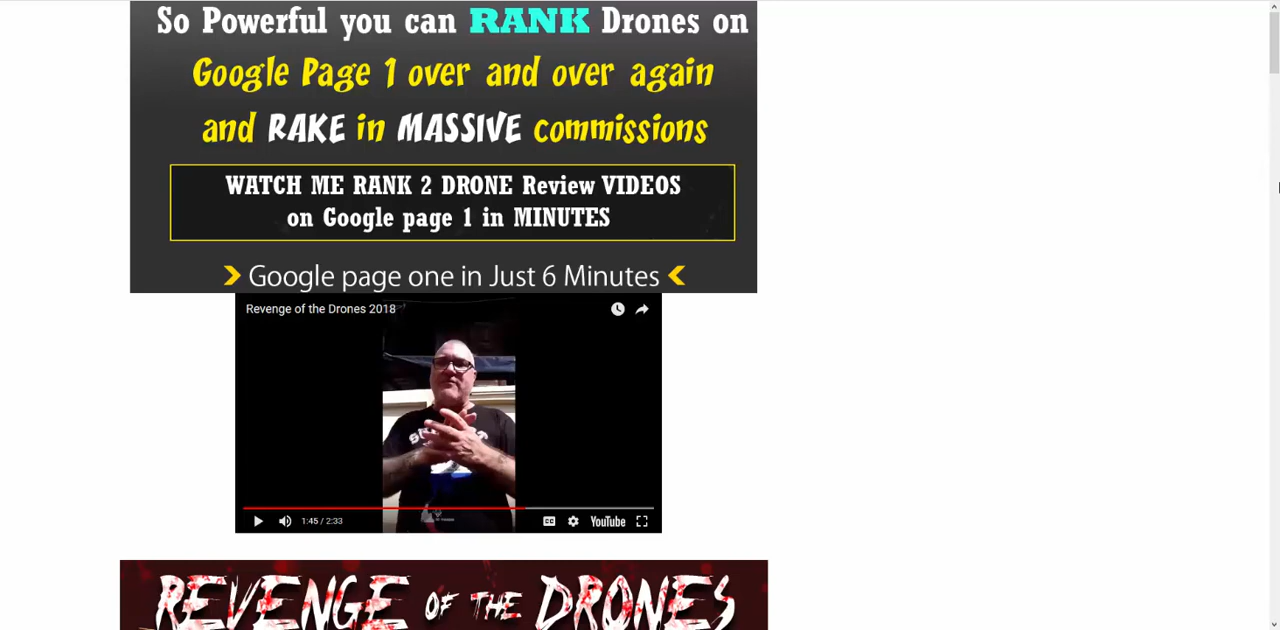 So Powerful you can RANK Drones on
Google Page 1 over and over again
and RAKE in MASSIVE commissions
WATCH ME RANK 2 DRONE Review VIDEOS
on Google page 1 in MINUTES
Google page one in Just 6 Minutes
Revenge of the Drones 2018
1:45 / 2:33
CC
YouTube
REVENGE OF THE DRONES